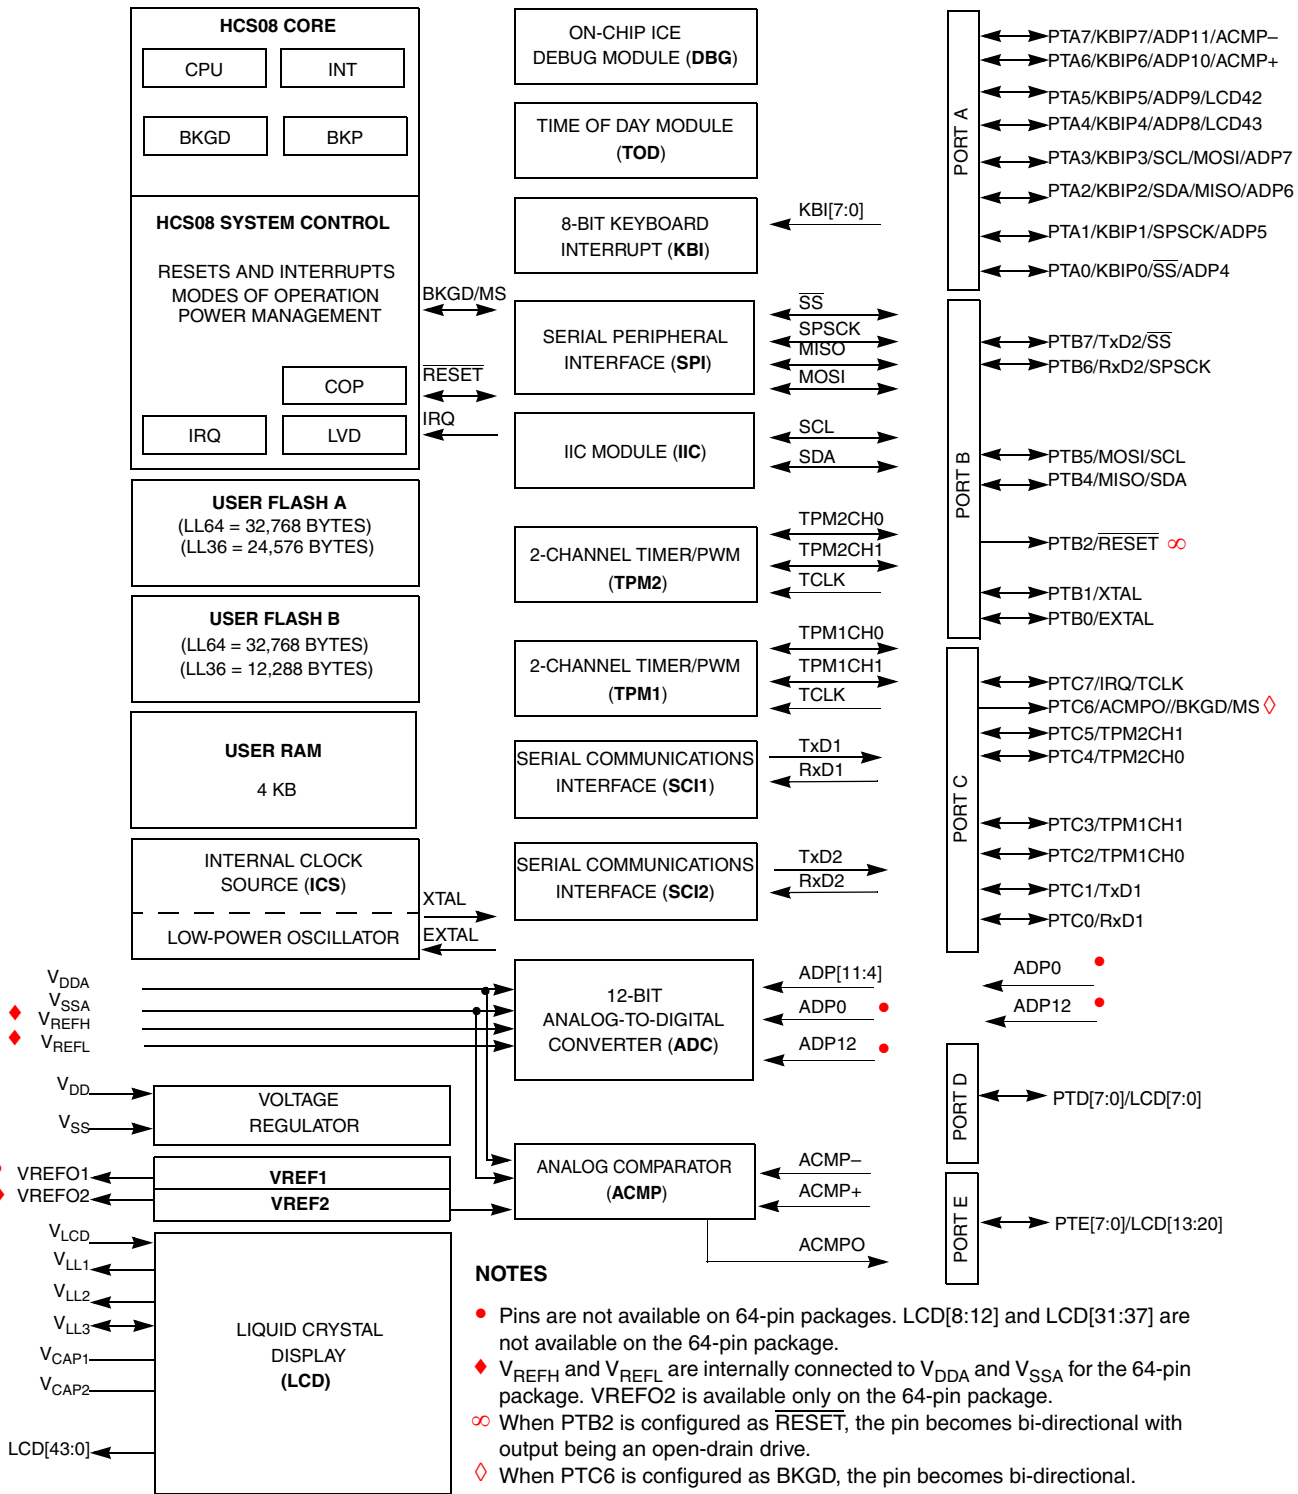 HCS08 CORE
CPU
INT
BKGD
BKP
HCS08 SYSTEM CONTROL
RESETS AND INTERRUPTS
MODES OF OPERATION
POWER MANAGEMENT
COP
IRQ
LVD
BKGD/MS
RESET
IRQ
USER FLASH A
(LL64 = 32,768 BYTES)
(LL36 = 24,576 BYTES)
USER FLASH B
(LL64 = 32,768 BYTES)
(LL36 = 12,288 BYTES)
USER RAM
4 KB
INTERNAL CLOCK
SOURCE (ICS)
LOW-POWER OSCILLATOR
XTAL
EXTAL
VDDA
VSSA
♦ VREFH
♦ VREFL
VDD
VSS
VOLTAGE
REGULATOR
VREFO1
VREFO2
VREF1
VREF2
VLCD
VLL1
VLL2
VLL3
VCAP1
VCAP2
LCD[43:0]
LIQUID CRYSTAL
DISPLAY
(LCD)
ON-CHIP ICE
DEBUG MODULE (DBG)
TIME OF DAY MODULE
(TOD)
8-BIT KEYBOARD
INTERRUPT (KBI)
KBI[7:0]
SERIAL PERIPHERAL
INTERFACE (SPI)
SS
SPSCK
MISO
MOSI
IIC MODULE (IIC)
SCL
SDA
2-CHANNEL TIMER/PWM
(TPM2)
TPM2CH0
TPM2CH1
TCLK
2-CHANNEL TIMER/PWM
(TPM1)
TPM1CH0
TPM1CH1
TCLK
SERIAL COMMUNICATIONS
INTERFACE (SCI1)
TxD1
RxD1
SERIAL COMMUNICATIONS
INTERFACE (SCI2)
TxD2
RxD2
12-BIT
ANALOG-TO-DIGITAL
CONVERTER (ADC)
ADP[11:4]
ADP0 •
ADP12 •
ANALOG COMPARATOR
(ACMP)
ACMP–
ACMP+
ACMPO
PORT A
PTA7/KBIP7/ADP11/ACMP–
PTA6/KBIP6/ADP10/ACMP+
PTA5/KBIP5/ADP9/LCD42
PTA4/KBIP4/ADP8/LCD43
PTA3/KBIP3/SCL/MOSI/ADP7
PTA2/KBIP2/SDA/MISO/ADP6
PTA1/KBIP1/SPSCK/ADP5
PTA0/KBIP0/SS/ADP4
PORT B
PTB7/TxD2/SS
PTB6/RxD2/SPSCK
PTB5/MOSI/SCL
PTB4/MISO/SDA
PTB2/RESET ∞
PTB1/XTAL
PTB0/EXTAL
PORT C
PTC7/IRQ/TCLK
PTC6/ACMPO//BKGD/MS ◊
PTC5/TPM2CH1
PTC4/TPM2CH0
PTC3/TPM1CH1
PTC2/TPM1CH0
PTC1/TxD1
PTC0/RxD1
ADP0 •
ADP12 •
PORT D
PTD[7:0]/LCD[7:0]
PORT E
PTE[7:0]/LCD[13:20]
NOTES
• Pins are not available on 64-pin packages. LCD[8:12] and LCD[31:37] are
not available on the 64-pin package.
♦ VREFH and VREFL are internally connected to VDDA and VSSA for the 64-pin
package. VREFO2 is available only on the 64-pin package.
∞ When PTB2 is configured as RESET, the pin becomes bi-directional with
output being an open-drain drive.
◊ When PTC6 is configured as BKGD, the pin becomes bi-directional.